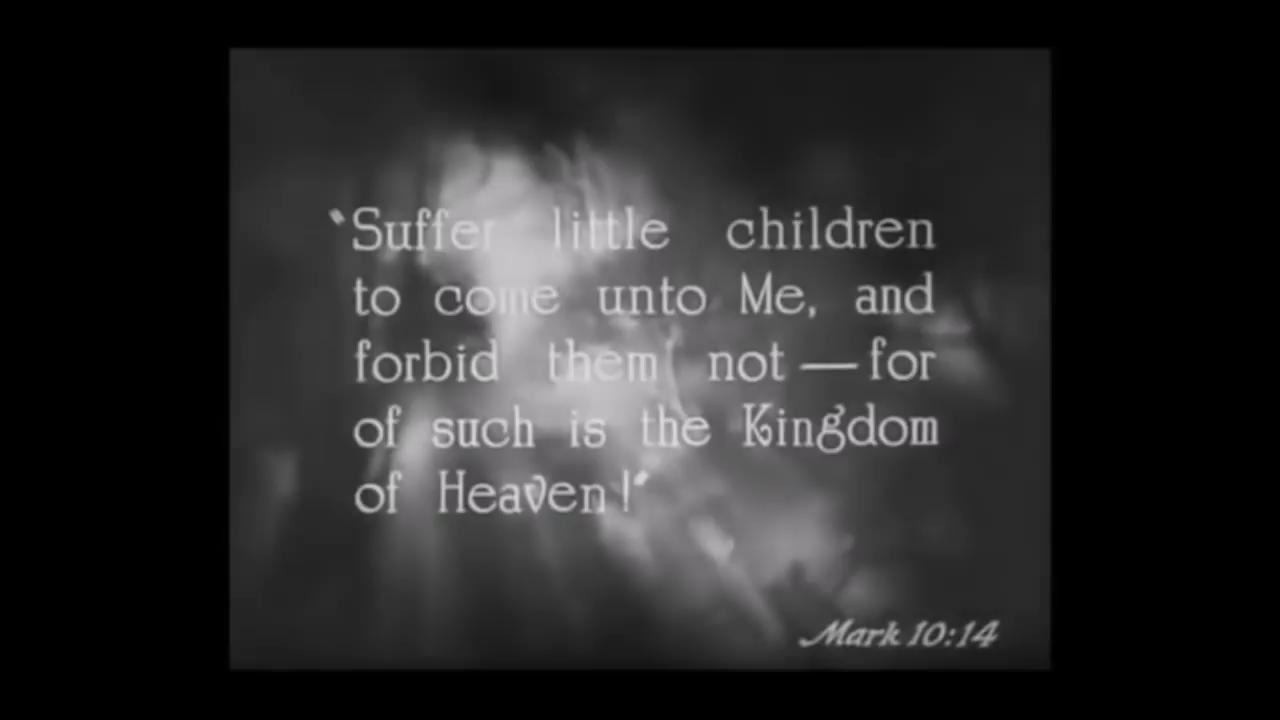 “Suffer little children
to come unto Me, and
forbid them not — for
of such is the Kingdom
of Heaven!”
Mark 10:14